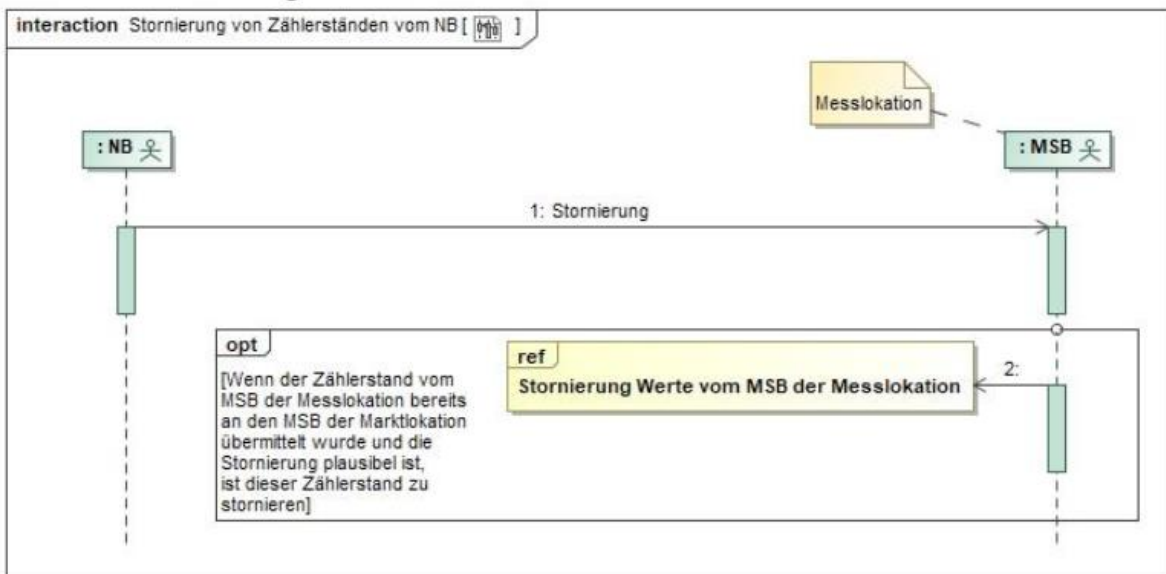 interaction Stornierung von Zählerständen vom NB [ ]
Messlokation
: NB
: MSB
1: Stornierung
opt
[Wenn der Zählerstand vom
MSB der Messlokation bereits
an den MSB der Marktlokation
übermittelt wurde und die
Stornierung plausibel ist,
ist dieser Zählerstand zu
stornieren]
ref
Stornierung Werte vom MSB der Messlokation
2: